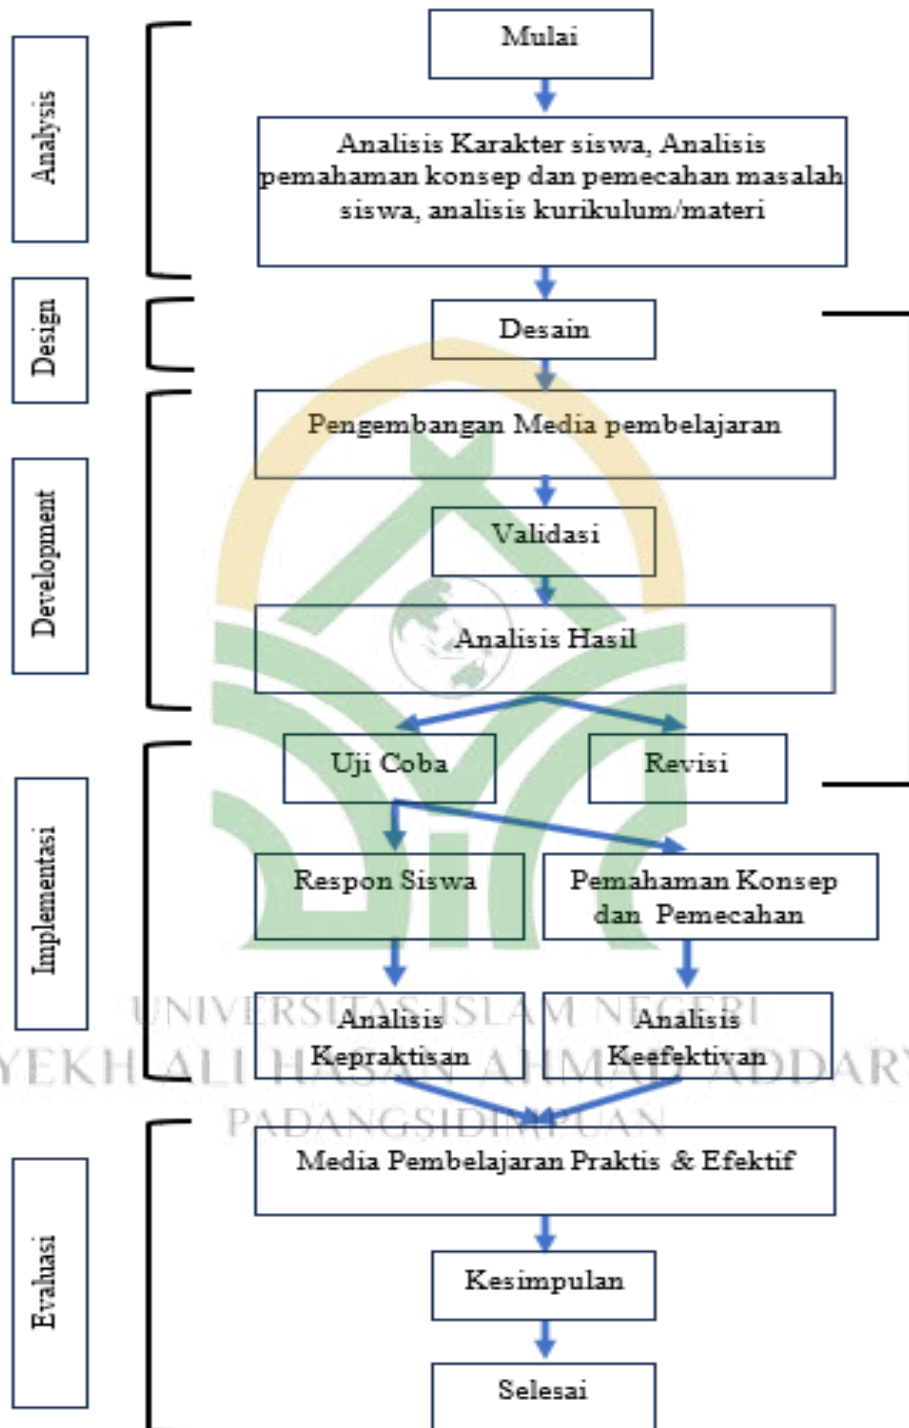 Analysis
Mulai
Analisis Karakter siswa, Analisis
pemahaman konsep dan pemecahan masalah
siswa, analisis kurikulum/materi
Design
Desain
Development
Pengembangan Media pembelajaran
Validasi
Analisis Hasil
Implementasi
Uji Coba
Revisi
Respon Siswa
Pemahaman Konsep
dan Pemecahan
Analisis
Kepraktisan
Analisis
Keefektivan
UNIVERSITAS ISLAM NEGERI
YEKH ALI HASAN AHMAD ADDARY
PADANGSIDIMPUAN
Evaluasi
Media Pembelajaran Praktis & Efektif
Kesimpulan
Selesai